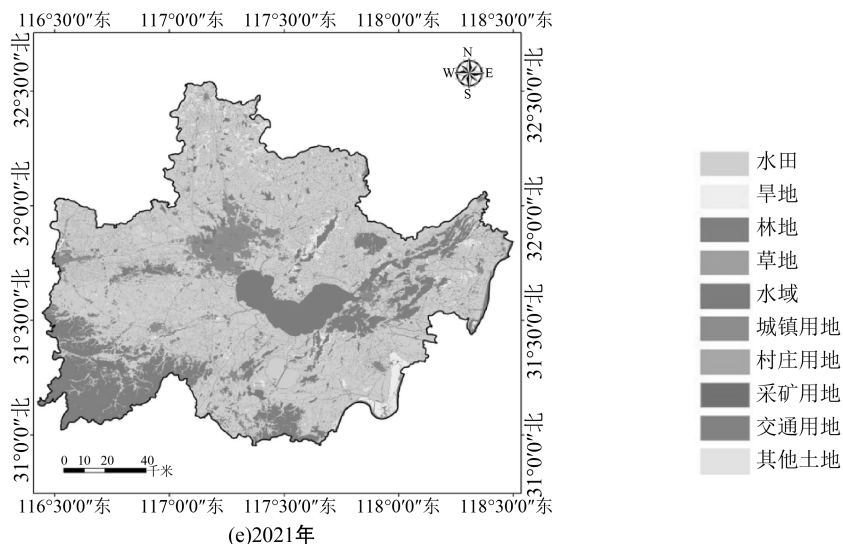 116°30′0″东 117°0′0″东 117°30′0″东 118°0′0″东 118°30′0″东
32°30′0″北
32°0′0″北
31°30′0″北
31°0′0″北
N
W E
S
32°30′0″北
32°0′0″北
31°30′0″北
31°0′0″北
0 10 20 40
千米
116°30′0″东 117°0′0″东 117°30′0″东 118°0′0″东 118°30′0″东
(e)2021年
水田
旱地
林地
草地
水域
城镇用地
村庄用地
采矿用地
交通用地
其他土地